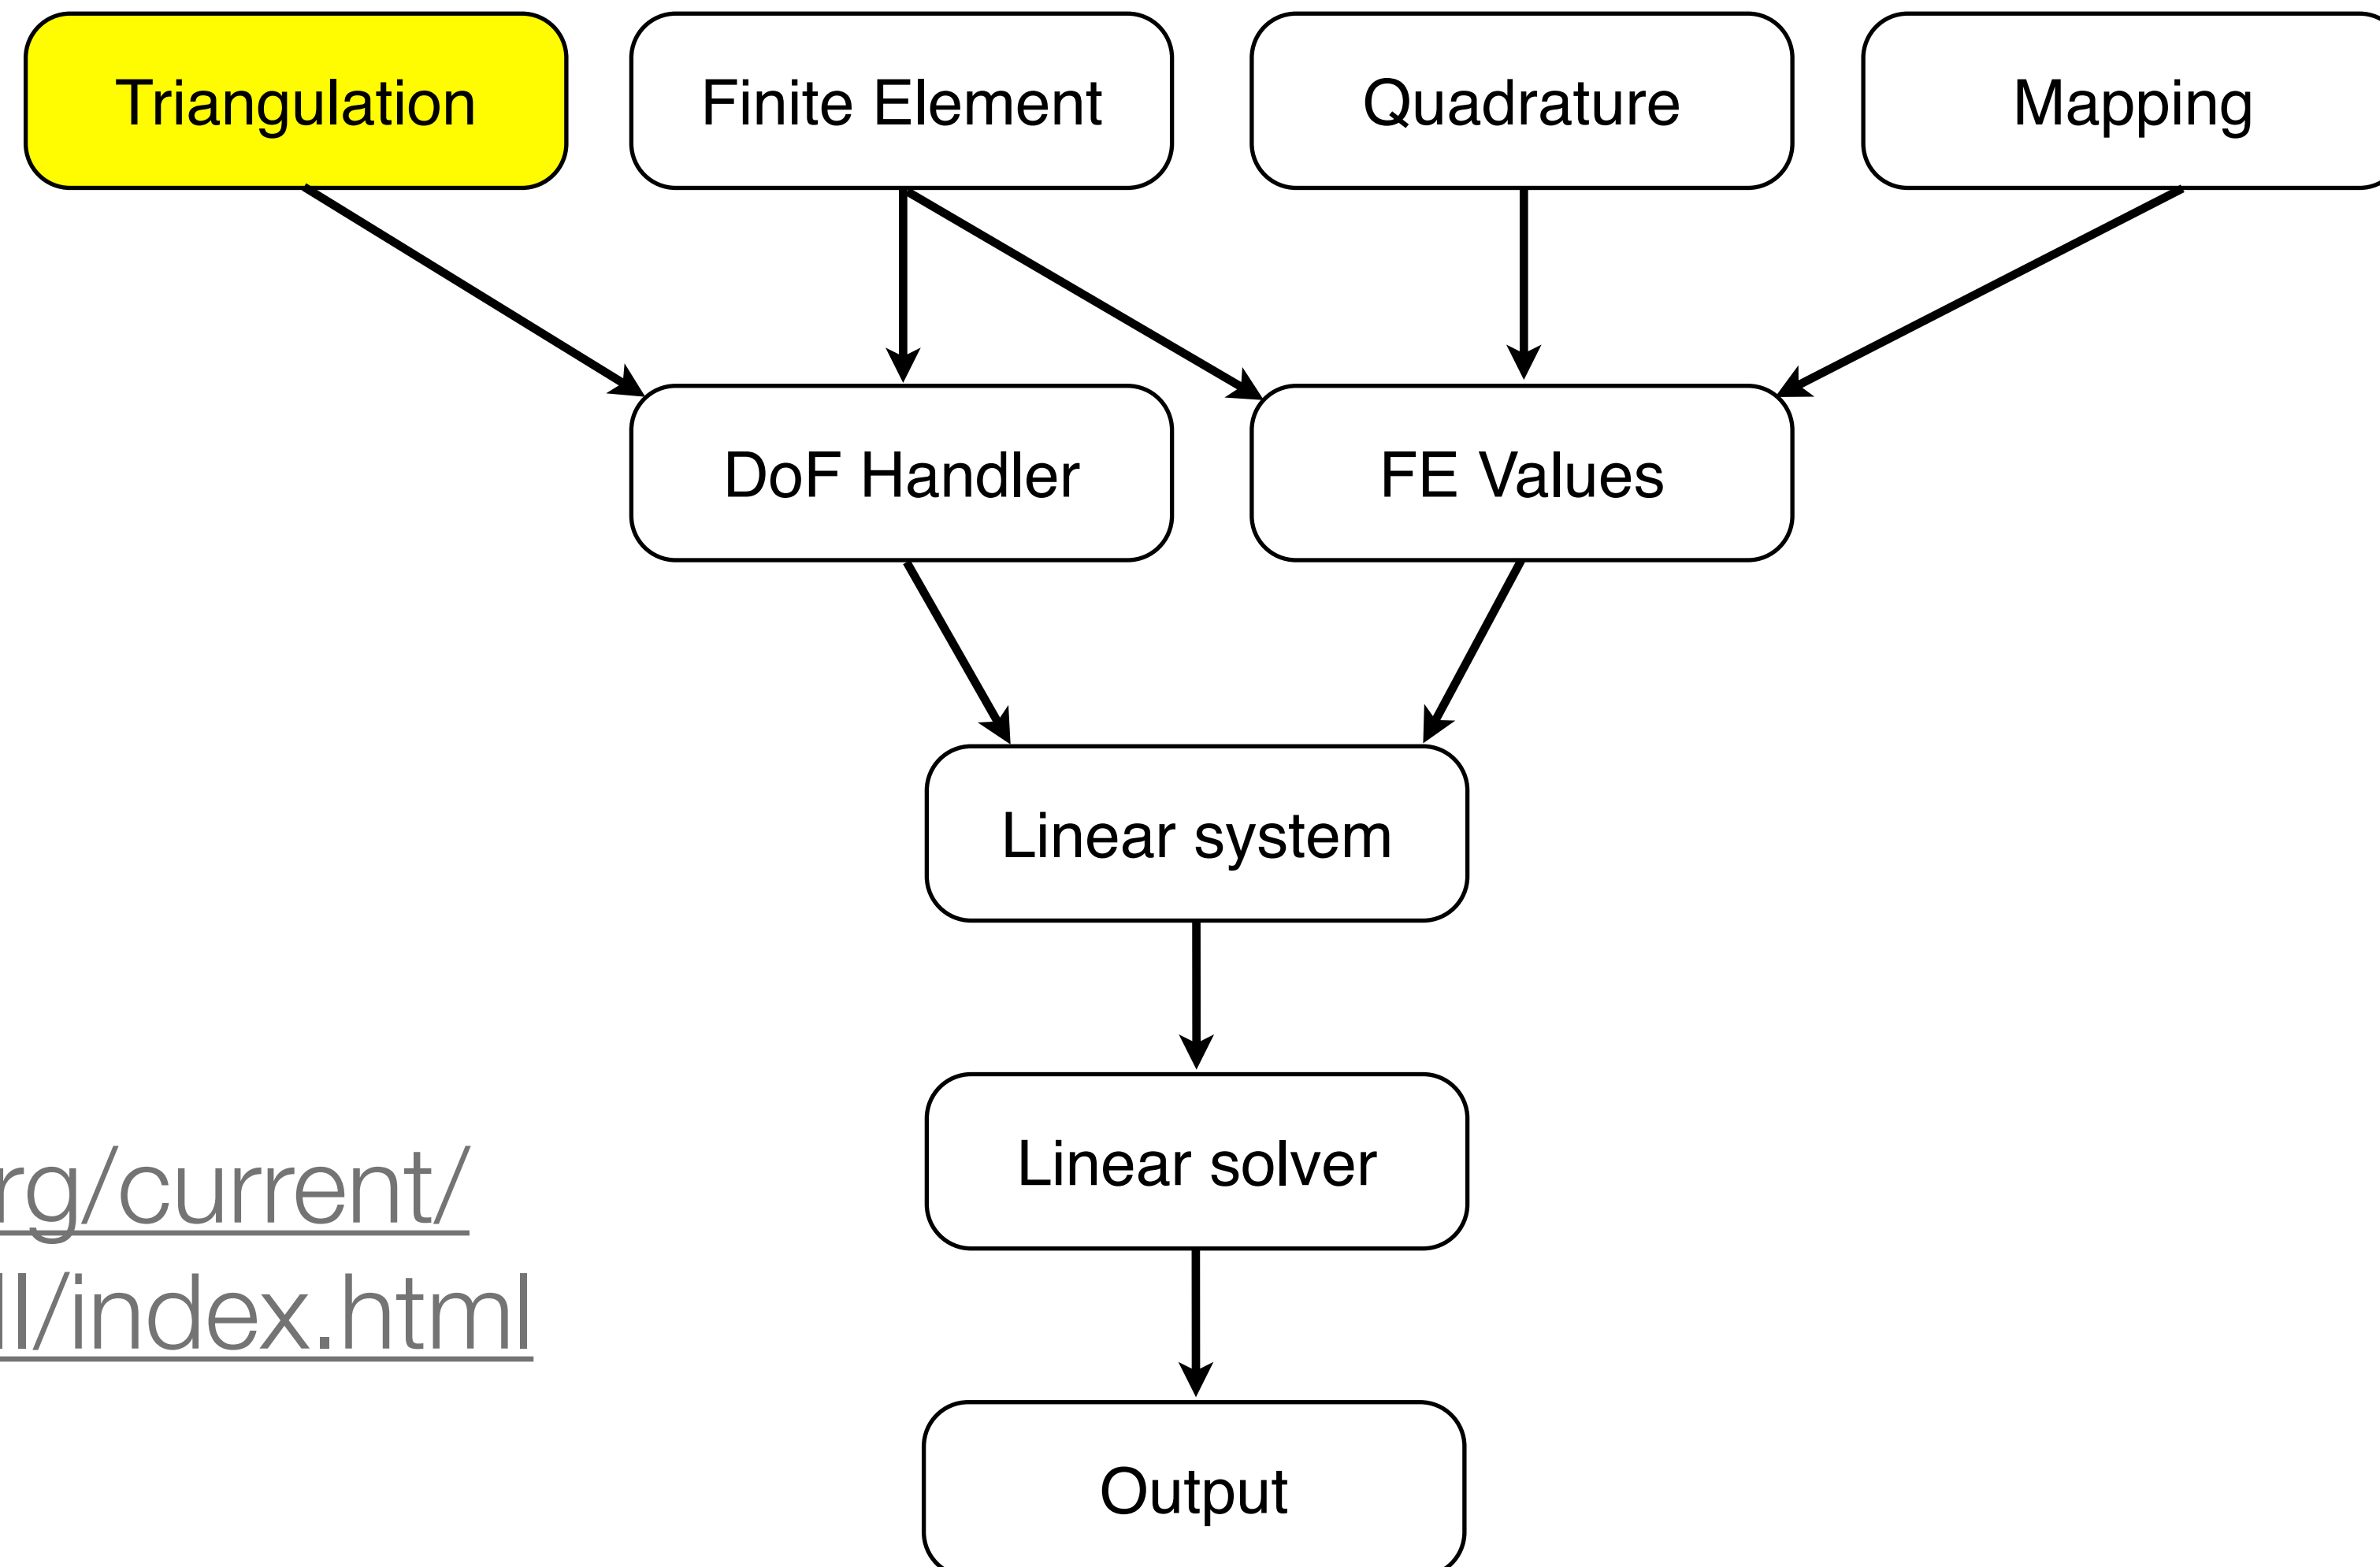 Triangulation
Finite Element
Quadrature
Mapping
DoF Handler
FE Values
Linear system
Linear solver
rg/current/
ll/index.html
Output